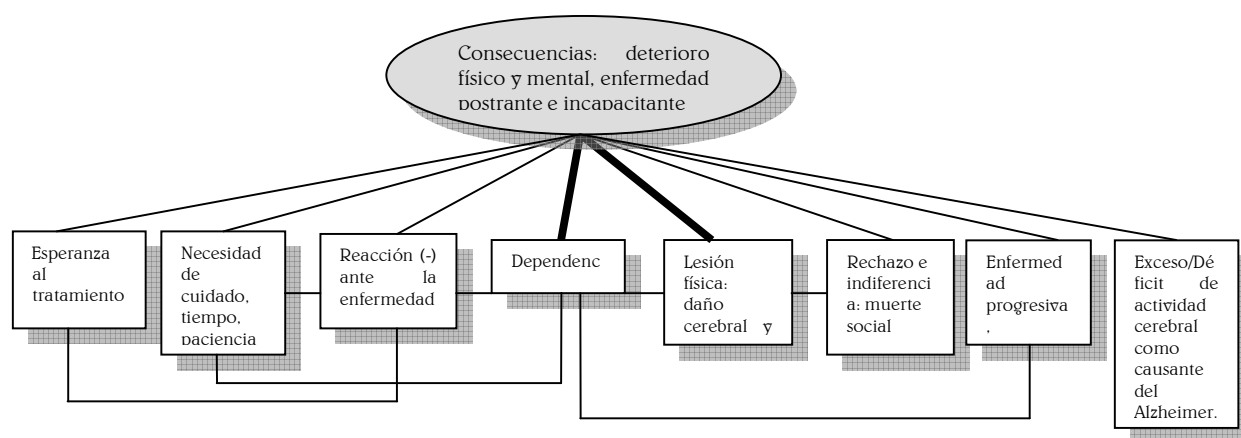 Consecuencias: deterioro
físico y mental, enfermedad
postrante e incapacitante
Esperanza
al
tratamiento
Necesidad
de
cuidado,
tiempo,
paciencia
Reacción (-)
ante la
enfermedad
Dependenc
Lesión
física:
daño
cerebral y
Rechazo e
indiferenci
a: muerte
social
Enfermed
ad
progresiva
.
Exceso/Dé
ficit de
actividad
cerebral
como
causante
del
Alzheimer.